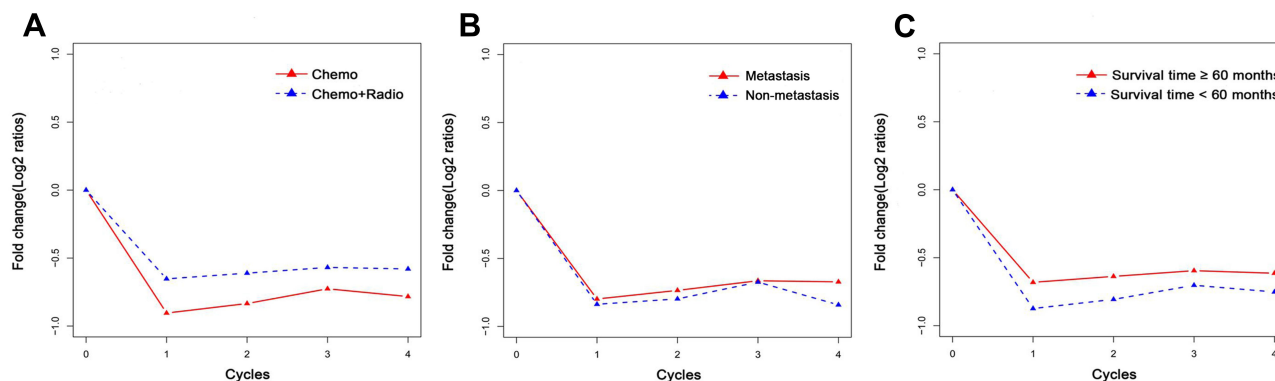 A
Fold change(Log2 ratios)
1.0
0.5
0.0
−0.5
−1.0
Chemo
Chemo+Radio
0 1 2 3 4
Cycles
B
Fold change(Log2 ratios)
1.0
0.5
0.0
−0.5
−1.0
Metastasis
Non-metastasis
0 1 2 3 4
Cycles
C
Fold change(Log2 ratios)
1.0
0.5
0.0
−0.5
−1.0
Survival time ≥ 60 months
Survival time < 60 months
0 1 2 3 4
Cycles